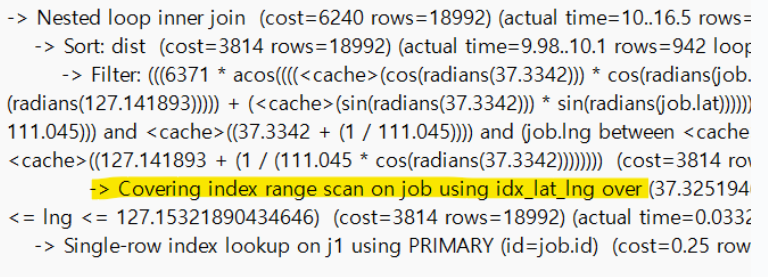 -> Nested loop inner join  (cost=6240 rows=18992) (actual time=10..16.5 rows=
-> Sort: dist  (cost=3814 rows=18992) (actual time=9.98..10.1 rows=942 loop
-> Filter: (((6371 * acos((((<cache>(cos(radians(37.3342))) * cos(radians(job.
(radians(127.141893))))) + (<cache>(sin(radians(37.3342))) * sin(radians(job.lat))))))
111.045))) and <cache>((37.3342 + (1 / 111.045)))) and (job.lng between <cache
<cache>((127.141893 + (1 / (111.045 * cos(radians(37.3342))))))))  (cost=3814 rov
-> Covering index range scan on job using idx_lat_lng over (37.325194
<= lng <= 127.15321890434646)  (cost=3814 rows=18992) (actual time=0.0332
-> Single-row index lookup on j1 using PRIMARY (id=job.id)  (cost=0.25 row